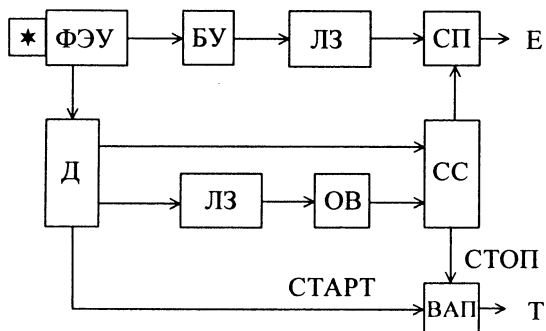 ФЭУ БУ ЛЗ СП Е
Д СС
ЛЗ ОВ
СТОП
СТАРТ
ВАП Т